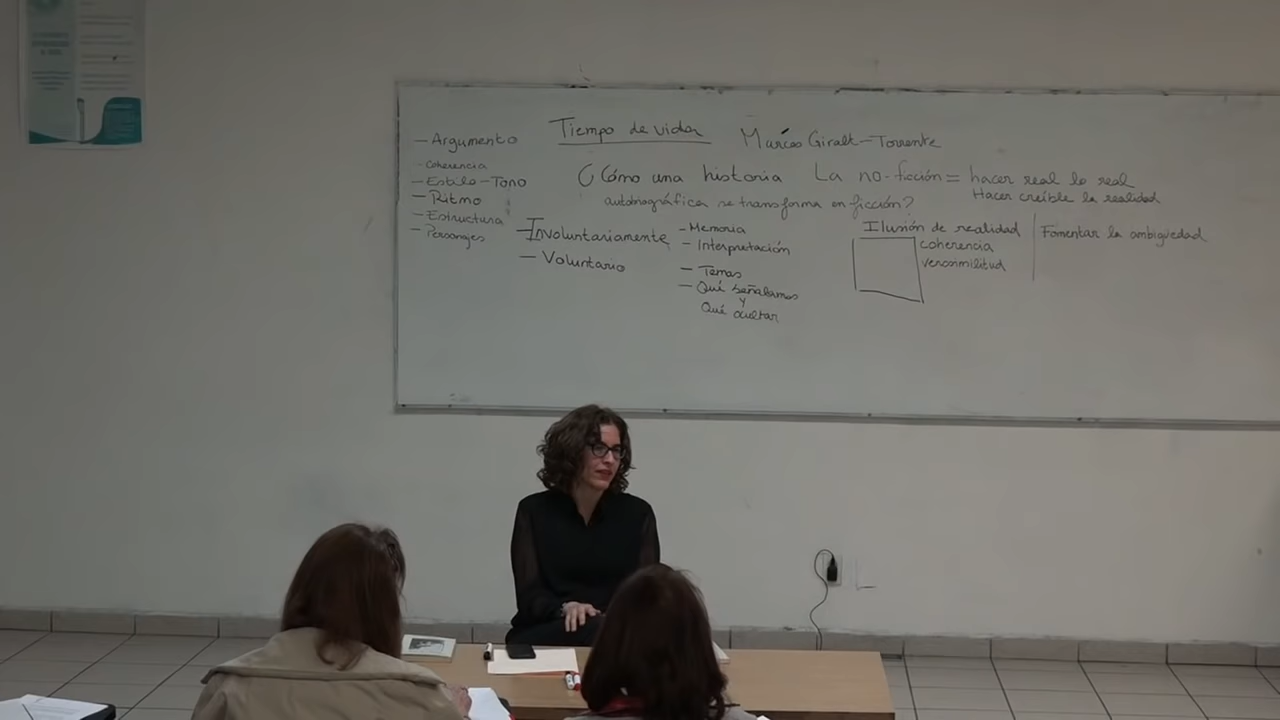 Tiempo de vida Marcos Giralt-Torrente
– Argumento
– Coherencia
– Estilo-Tono
– Ritmo
– Estructura
– Personajes
¿Cómo una historia
autobiográfica se transforma en ficción?
– Involuntariamente
– Voluntario
– Memoria
– Interpretación
– Temas
– Qué señalamos
y
Qué ocultar
La no-ficción = hacer real lo real
Hacer creíble la realidad
Ilusión de realidad
coherencia
verosimilitud
Fomentar la ambigüedad